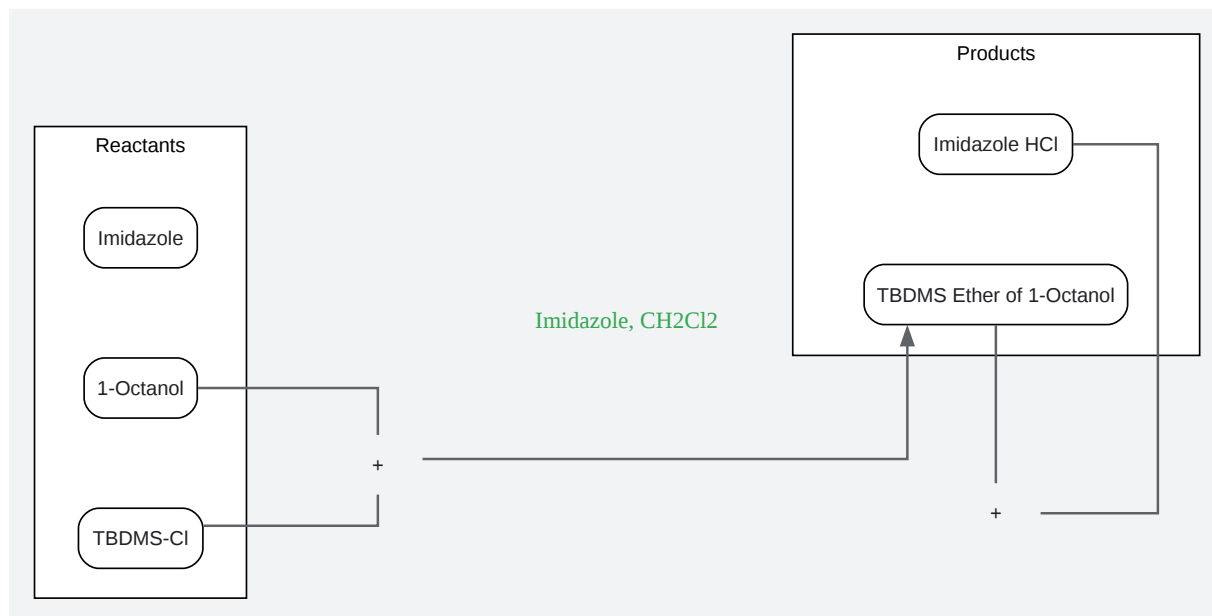 Reactants
Imidazole
1-Octanol
TBDMS-Cl
+
Imidazole, CH2Cl2
Products
Imidazole HCl
TBDMS Ether of 1-Octanol
+